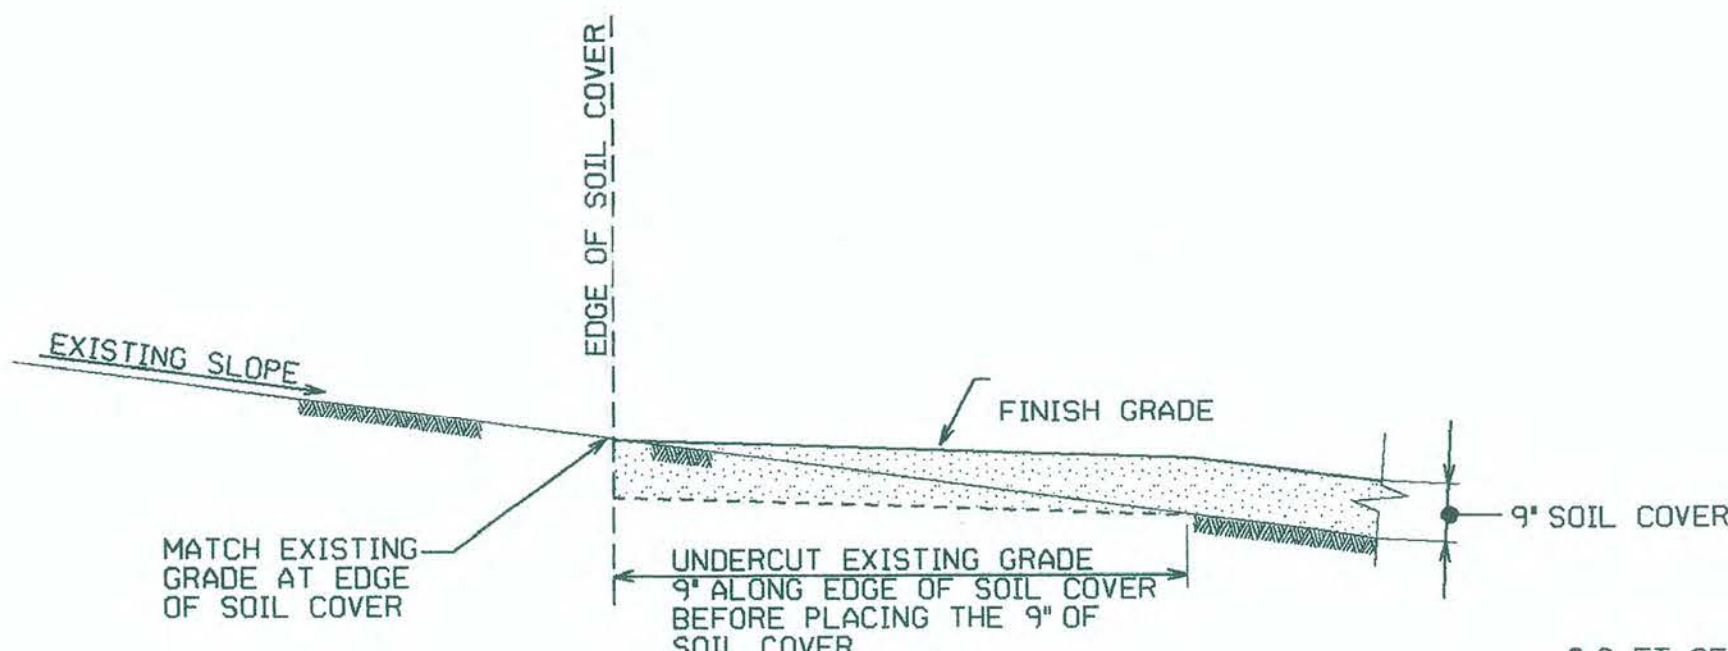 EDGE OF SOIL COVER
EXISTING SLOPE
FINISH GRADE
9" SOIL COVER
MATCH EXISTING
GRADE AT EDGE
OF SOIL COVER
UNDERCUT EXISTING GRADE
9" ALONG EDGE OF SOIL COVER
BEFORE PLACING THE 9" OF
SOIL COVER